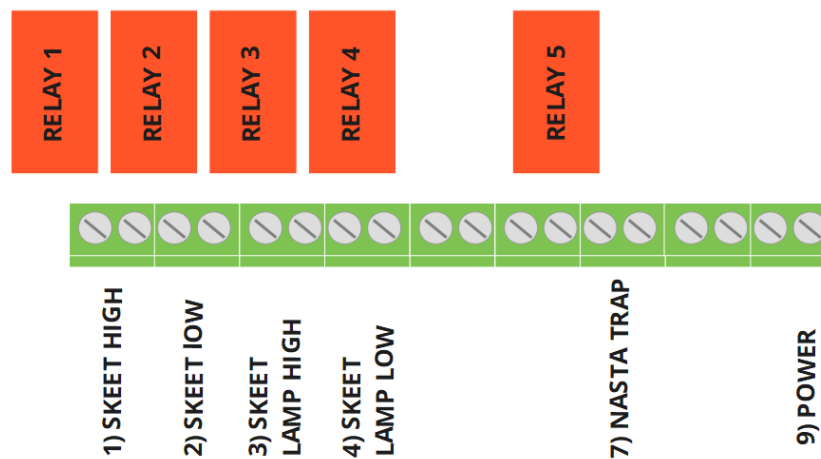 RELAY 1
RELAY 2
RELAY 3
RELAY 4
RELAY 5
1) SKEET HIGH
2) SKEET lOW
3) SKEET
LAMP HIGH
4) SKEET
LAMP LOW
7) NASTA TRAP
9) POWER